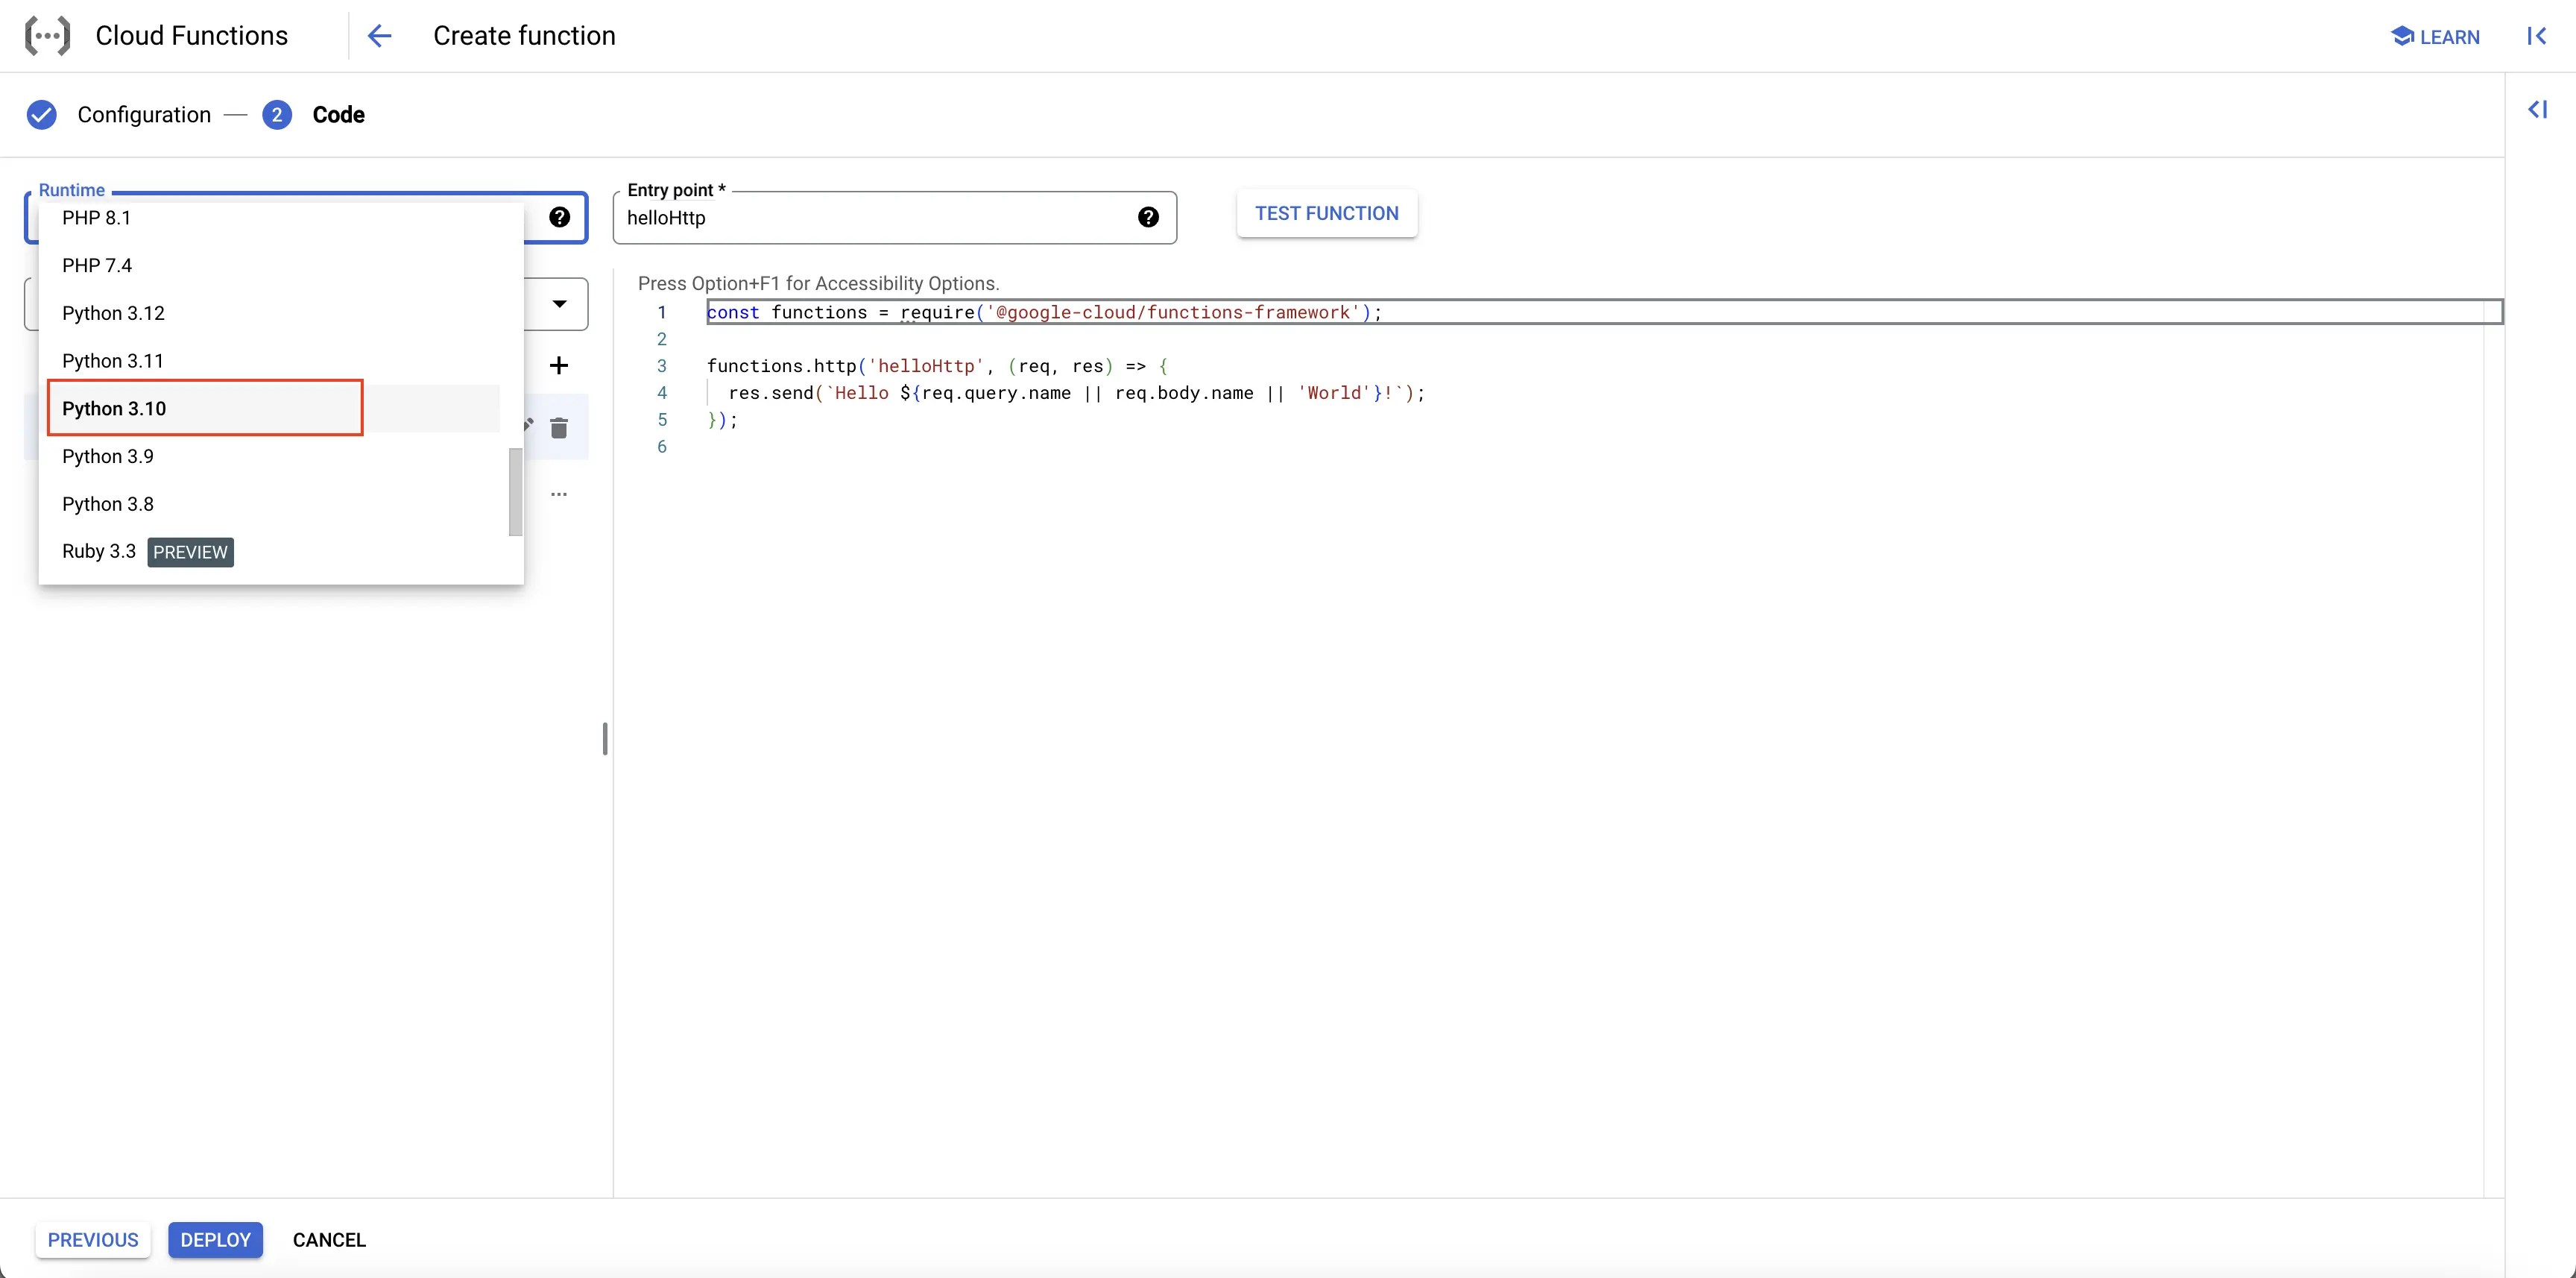 Cloud Functions
Create function
LEARN
Configuration
2
Code
Runtime
PHP 8.1
PHP 7.4
Python 3.12
Python 3.11
Python 3.10
Python 3.9
Python 3.8
Ruby 3.3 PREVIEW
Entry point *
helloHttp
TEST FUNCTION
Press Option+F1 for Accessibility Options.
1 const functions = require('@google-cloud/functions-framework');
2
3 functions.http('helloHttp', (req, res) => {
4 res.send(`Hello ${req.query.name || req.body.name || 'World'}!`);
5 });
6
PREVIOUS
DEPLOY
CANCEL